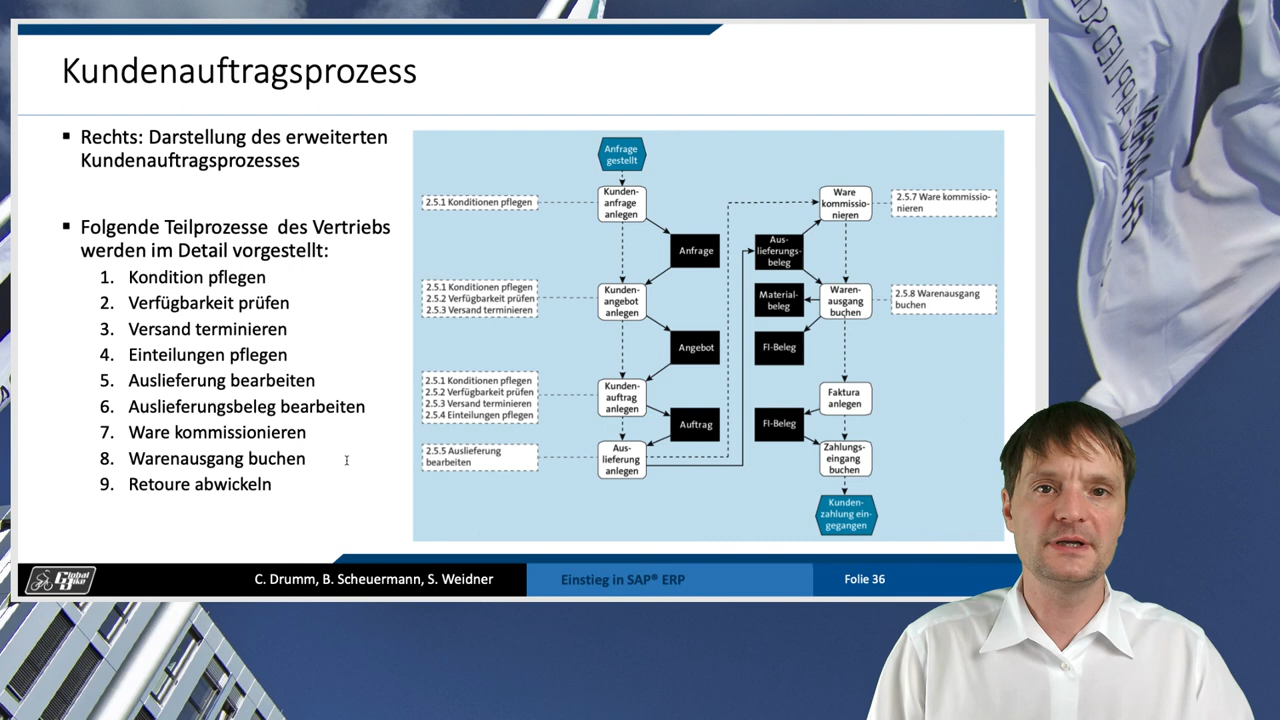 Kundenauftragsprozess
▪ Rechts: Darstellung des erweiterten
Kundenauftragsprozesses
▪ Folgende Teilprozesse des Vertriebs
werden im Detail vorgestellt:
1. Kondition pflegen
2. Verfügbarkeit prüfen
3. Versand terminieren
4. Einteilungen pflegen
5. Auslieferung bearbeiten
6. Auslieferungsbeleg bearbeiten
7. Ware kommissionieren
8. Warenausgang buchen
9. Retoure abwickeln
Anfrage
gestellt
2.5.1 Konditionen pflegen
Kunden-
anfrage
anlegen
Anfrage
2.5.1 Konditionen pflegen
2.5.2 Verfügbarkeit prüfen
2.5.3 Versand terminieren
Kunden-
angebot
anlegen
Angebot
2.5.1 Konditionen pflegen
2.5.2 Verfügbarkeit prüfen
2.5.3 Versand terminieren
2.5.4 Einteilungen pflegen
Kunden-
auftrag
anlegen
Auftrag
2.5.5 Auslieferung
bearbeiten
Aus-
lieferung
anlegen
Ware
kommissio-
nieren
2.5.7 Ware kommissio-
nieren
Aus-
lieferungs-
beleg
Material-
beleg
Waren-
ausgang
buchen
2.5.8 Warenausgang
buchen
FI-Beleg
Faktura
anlegen
FI-Beleg
Zahlungs-
eingang
buchen
Kunden-
zahlung ein-
gegangen
Global
Bike
C. Drumm, B. Scheuermann, S. Weidner
Einstieg in SAP® ERP
Folie 36